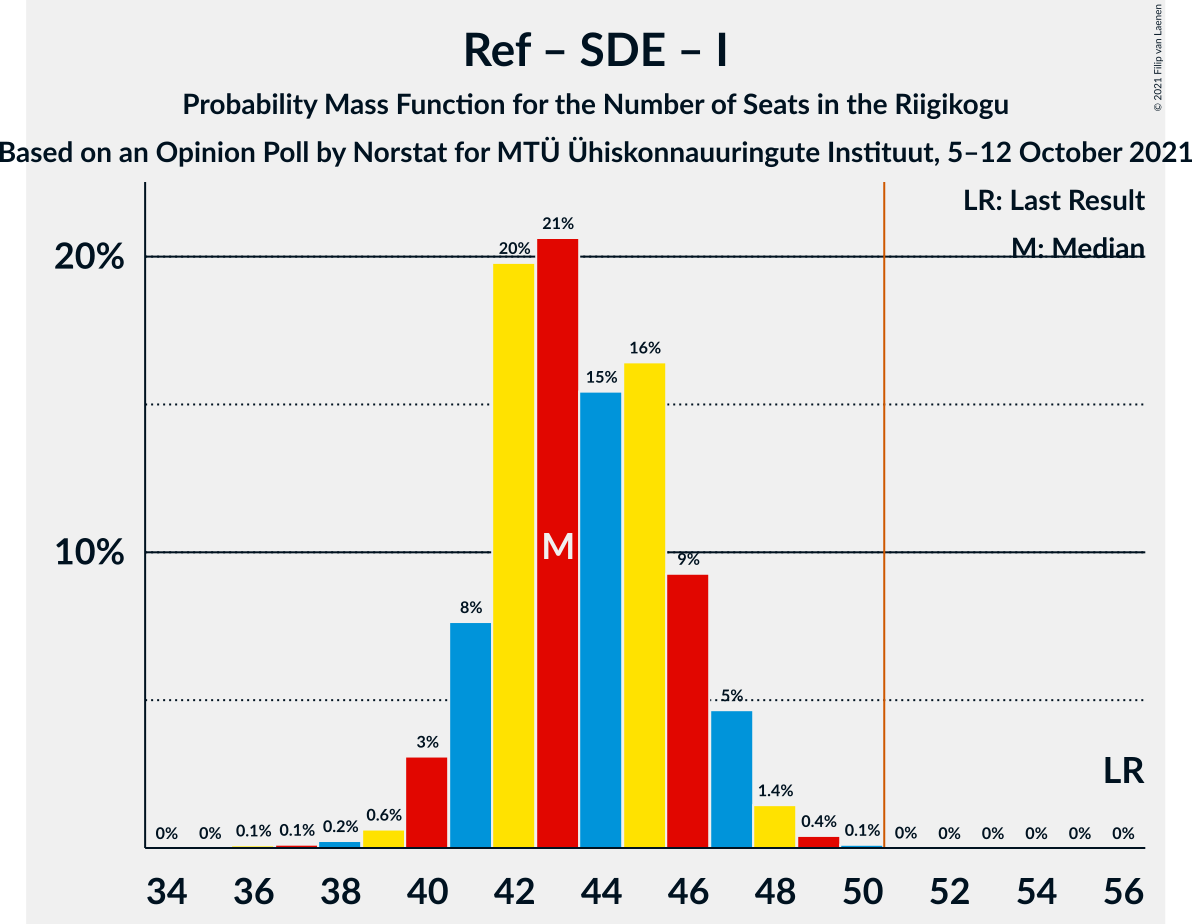 Ref – SDE – I
Probability Mass Function for the Number of Seats in the Riigikogu
Based on an Opinion Poll by Norstat for MTÜ Ühiskonnauuringute Instituut, 5–12 October 2021
© 2021 Filip van Laenen
LR: Last Result
M: Median
20%
10%
0% 0% 0.1% 0.1% 0.2% 0.6% 3% 8% 20% 21% 15% 16% 9% 5% 1.4% 0.4% 0.1% 0% 0% 0% 0% 0% 0%
M
LR
34 36 38 40 42 44 46 48 50 52 54 56